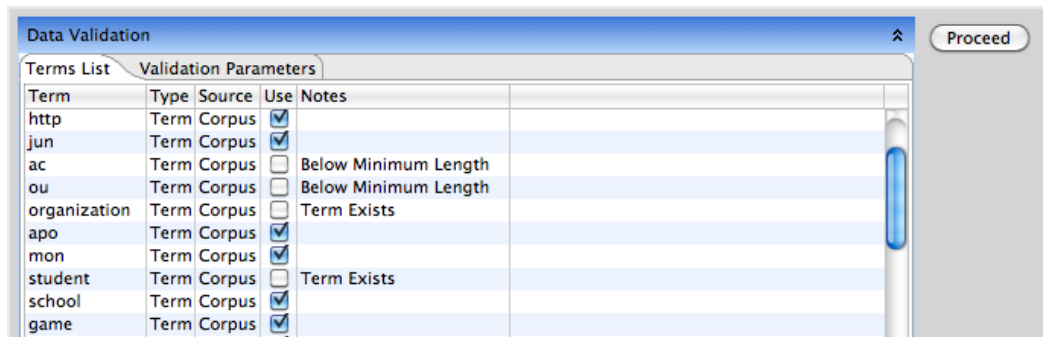 Data Validation
Proceed
Terms List Validation Parameters
Term Type Source Use Notes
http Term Corpus
jun Term Corpus
ac Term Corpus Below Minimum Length
ou Term Corpus Below Minimum Length
organization Term Corpus Term Exists
apo Term Corpus
mon Term Corpus
student Term Corpus Term Exists
school Term Corpus
game Term Corpus